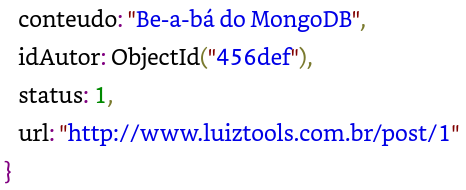 conteudo: "Be-a-bá do MongoDB",
idAutor: ObjectId("456def"),
status: 1,
url: "http://www.luiztools.com.br/post/1"
}